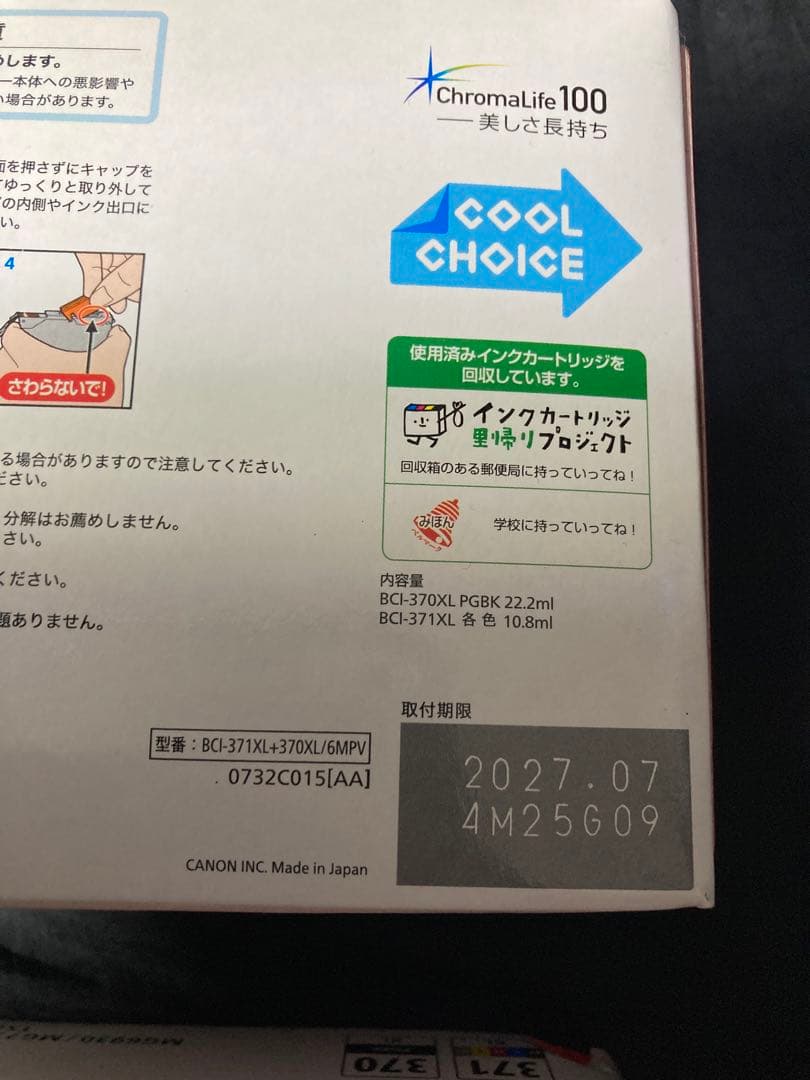 します。
ー本体への悪影響や
い場合があります。
面を押さずにキャップを
てゆっくりと取り外して
の内側やインク出口に
い。
4
さわらないで!
る場合がありますので注意してください。
ださい。
分解はお薦めしません。
さい。
ください。
題ありません。
ChromaLife100
美しさ長持ち
COOL
CHOICE
使用済みインクカートリッジを
回収しています。
インクカートリッジ
里帰りプロジェクト
回収箱のある郵便局に持っていってね!
みほん
ベルマーク
学校に持っていってね!
内容量
BCI-370XL PGBK 22.2ml
BCI-371XL 各色 10.8ml
取付期限
2027.07
4M25G09
型番:BCI-371XL+370XL/6MPV
0732C015[AA]
CANON INC. Made in Japan
370
371